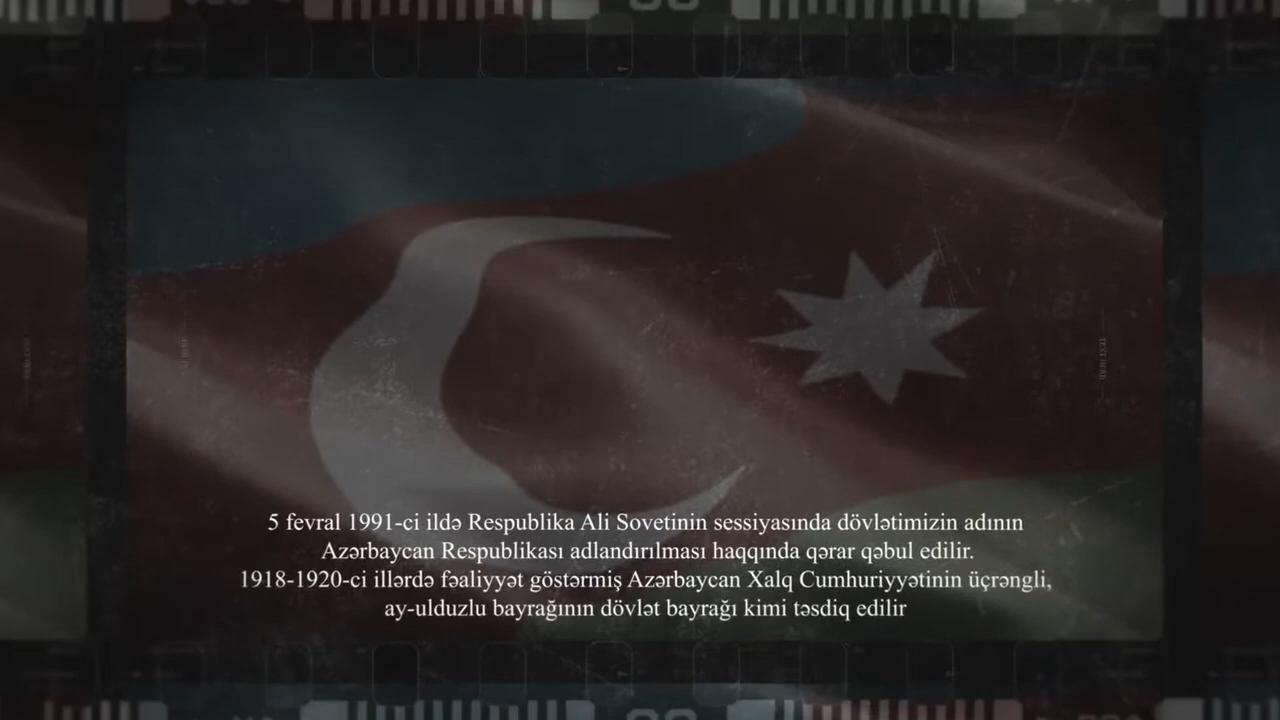 5 fevral 1991-ci ildə Respublika Ali Sovetinin sessiyasında dövlətimizin adının
Azərbaycan Respublikası adlandırılması haqqında qərar qəbul edilir.
1918-1920-ci illərdə fəaliyyət göstərmiş Azərbaycan Xalq Cumhuriyyətinin üçrəngli,
ay-ulduzlu bayrağının dövlət bayrağı kimi təsdiq edilir